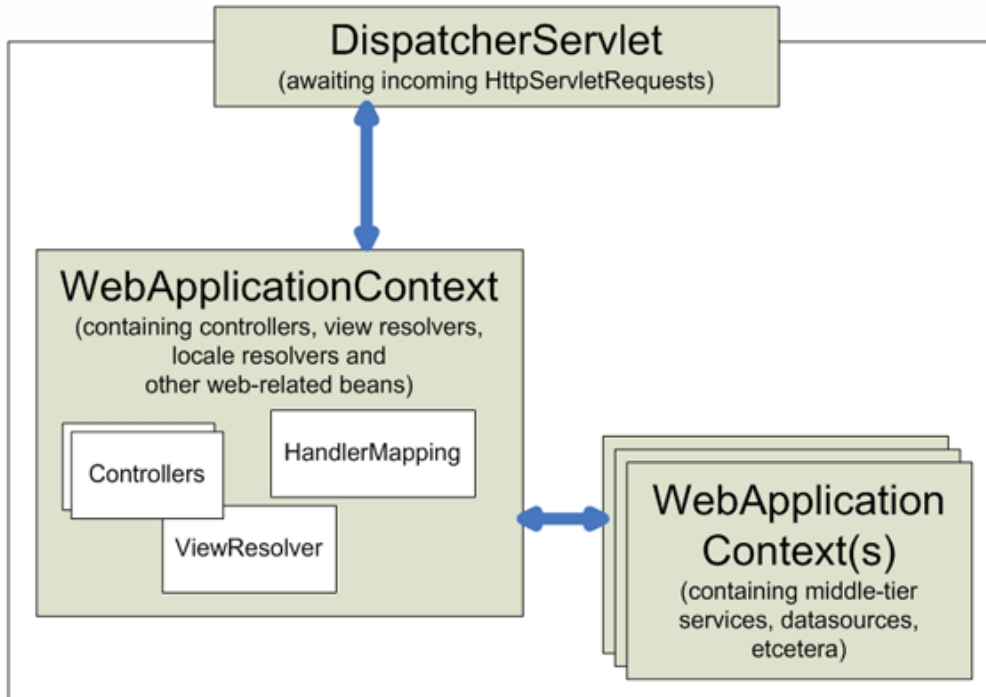 DispatcherServlet
(awaiting incoming HttpServletRequests)
WebApplicationContext
(containing controllers, view resolvers,
locale resolvers and
other web-related beans)
Controllers
HandlerMapping
ViewResolver
WebApplication
Context(s)
(containing middle-tier
services, datasources,
etcetera)